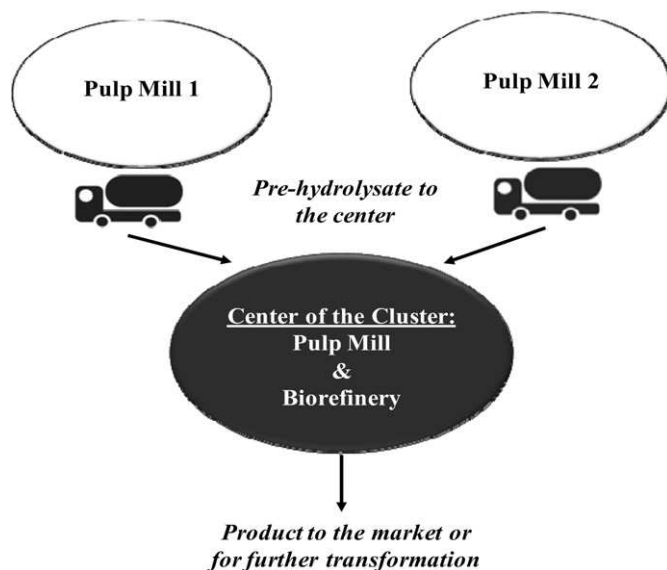 Pulp Mill 1
Pulp Mill 2
Pre-hydrolysate to
the center
Center of the Cluster:
Pulp Mill
&
Biorefinery
Product to the market or
for further transformation